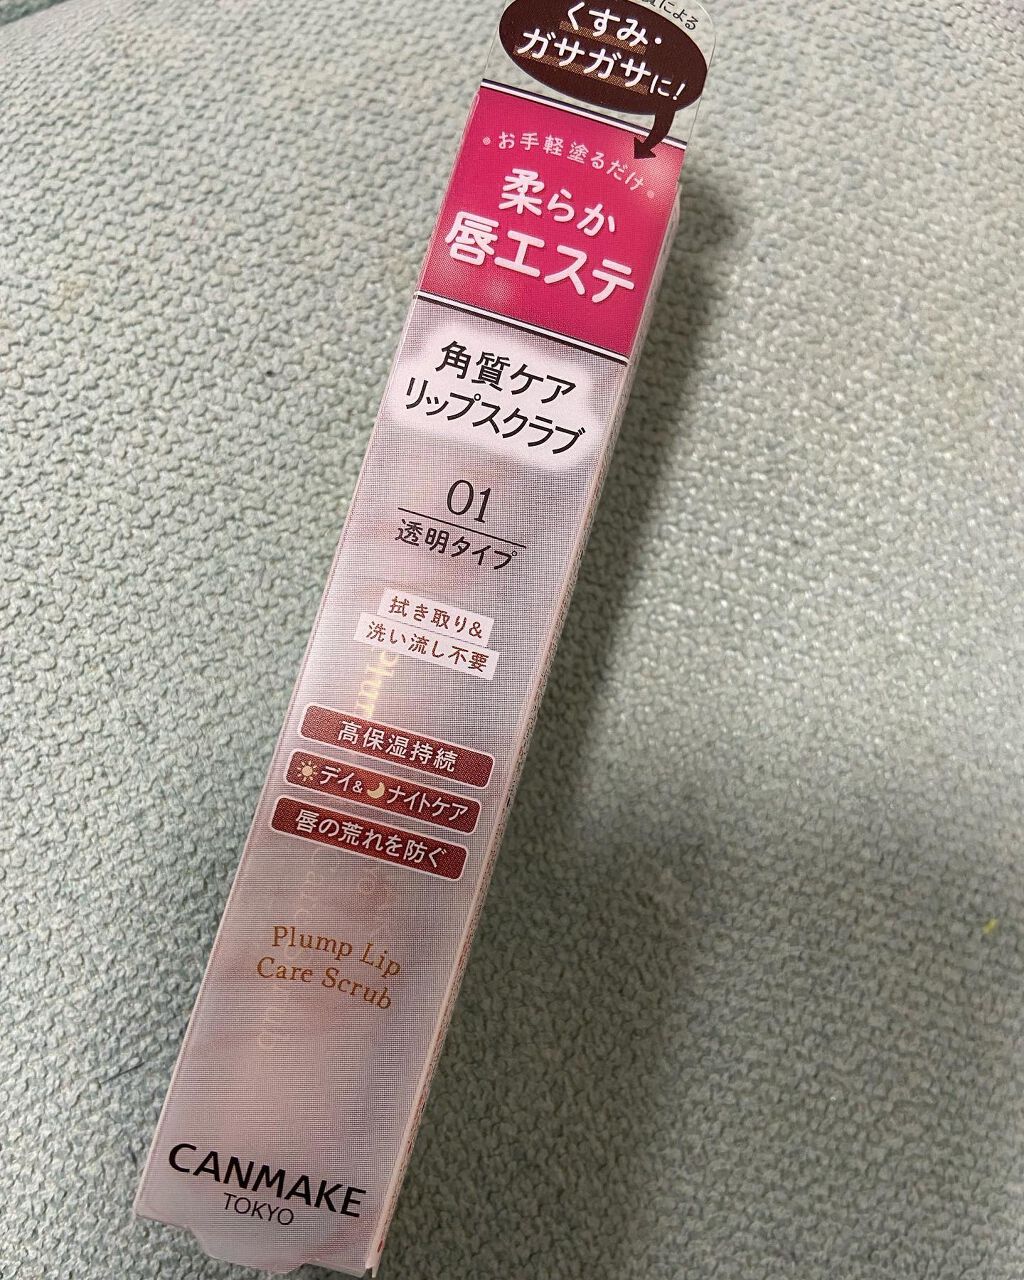 による
くすみ・
ガサガサに!
お手軽塗るだけ
柔らか
唇エステ
角質ケア
リップスクラブ
01
透明タイプ
拭き取り&
洗い流し不要
高保湿持続
デイ&ナイトケア
唇の荒れを防ぐ
Plump Lip
Care Scrub
CANMAKE
TOKYO